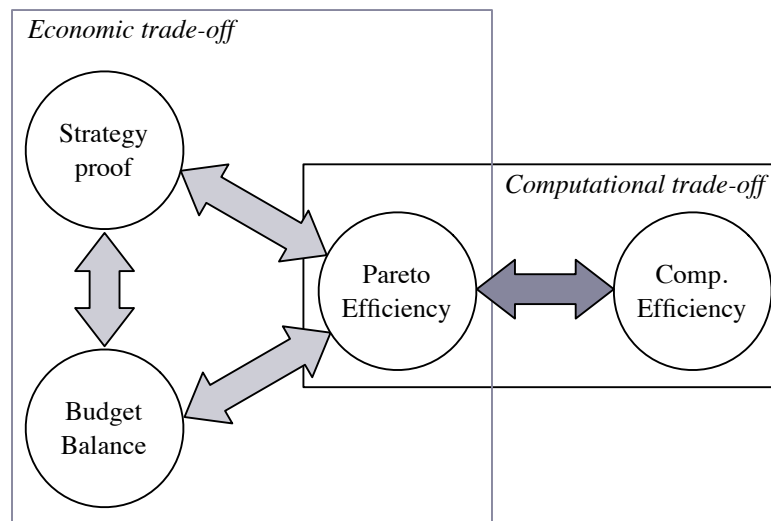 Economic trade-off
Strategy
proof
Computational trade-off
Pareto
Efficiency
Comp.
Efficiency
Budget
Balance